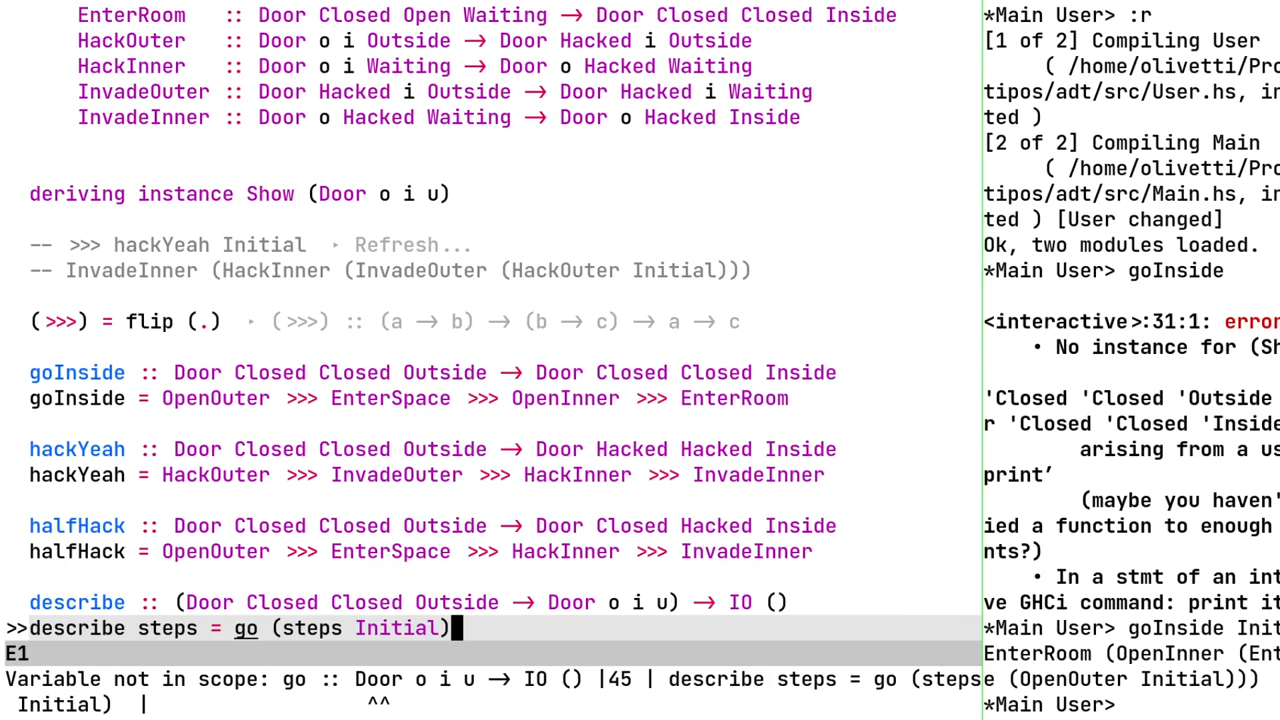 EnterRoom :: Door Closed Open Waiting → Door Closed Closed Inside
HackOuter :: Door o i Outside → Door Hacked i Outside
HackInner :: Door o i Waiting → Door o Hacked Waiting
InvadeOuter :: Door Hacked i Outside → Door Hacked i Waiting
InvadeInner :: Door o Hacked Waiting → Door o Hacked Inside
deriving instance Show (Door o i u)
-- >>> hackYeah Initial ‣ Refresh...
-- InvadeInner (HackInner (InvadeOuter (HackOuter Initial)))
(>>>) = flip (.) ‣ (>>>) :: (a → b) → (b → c) → a → c
goInside :: Door Closed Closed Outside → Door Closed Closed Inside
goInside = OpenOuter >>> EnterSpace >>> OpenInner >>> EnterRoom
hackYeah :: Door Closed Closed Outside → Door Hacked Hacked Inside
hackYeah = HackOuter >>> InvadeOuter >>> HackInner >>> InvadeInner
halfHack :: Door Closed Closed Outside → Door Closed Hacked Inside
halfHack = OpenOuter >>> EnterSpace >>> HackInner >>> InvadeInner
describe :: (Door Closed Closed Outside → Door o i u) → IO ()
>>describe steps = go (steps Initial)
E1
Variable not in scope: go :: Door o i u → IO () |45 | describe steps = go (steps
Initial) | ^^
*Main User> :r
[1 of 2] Compiling User
( /home/olivetti/Pro
tipos/adt/src/User.hs, in
ted )
[2 of 2] Compiling Main
( /home/olivetti/Pro
tipos/adt/src/Main.hs, in
ted ) [User changed]
Ok, two modules loaded.
*Main User> goInside
<interactive>:31:1: error
• No instance for (Sh
'Closed 'Closed 'Outside
r 'Closed 'Closed 'Inside
arising from a us
print’
(maybe you haven'
ied a function to enough
nts?)
• In a stmt of an int
ve GHCi command: print it
*Main User> goInside Init
EnterRoom (OpenInner (Ent
e (OpenOuter Initial)))
*Main User>